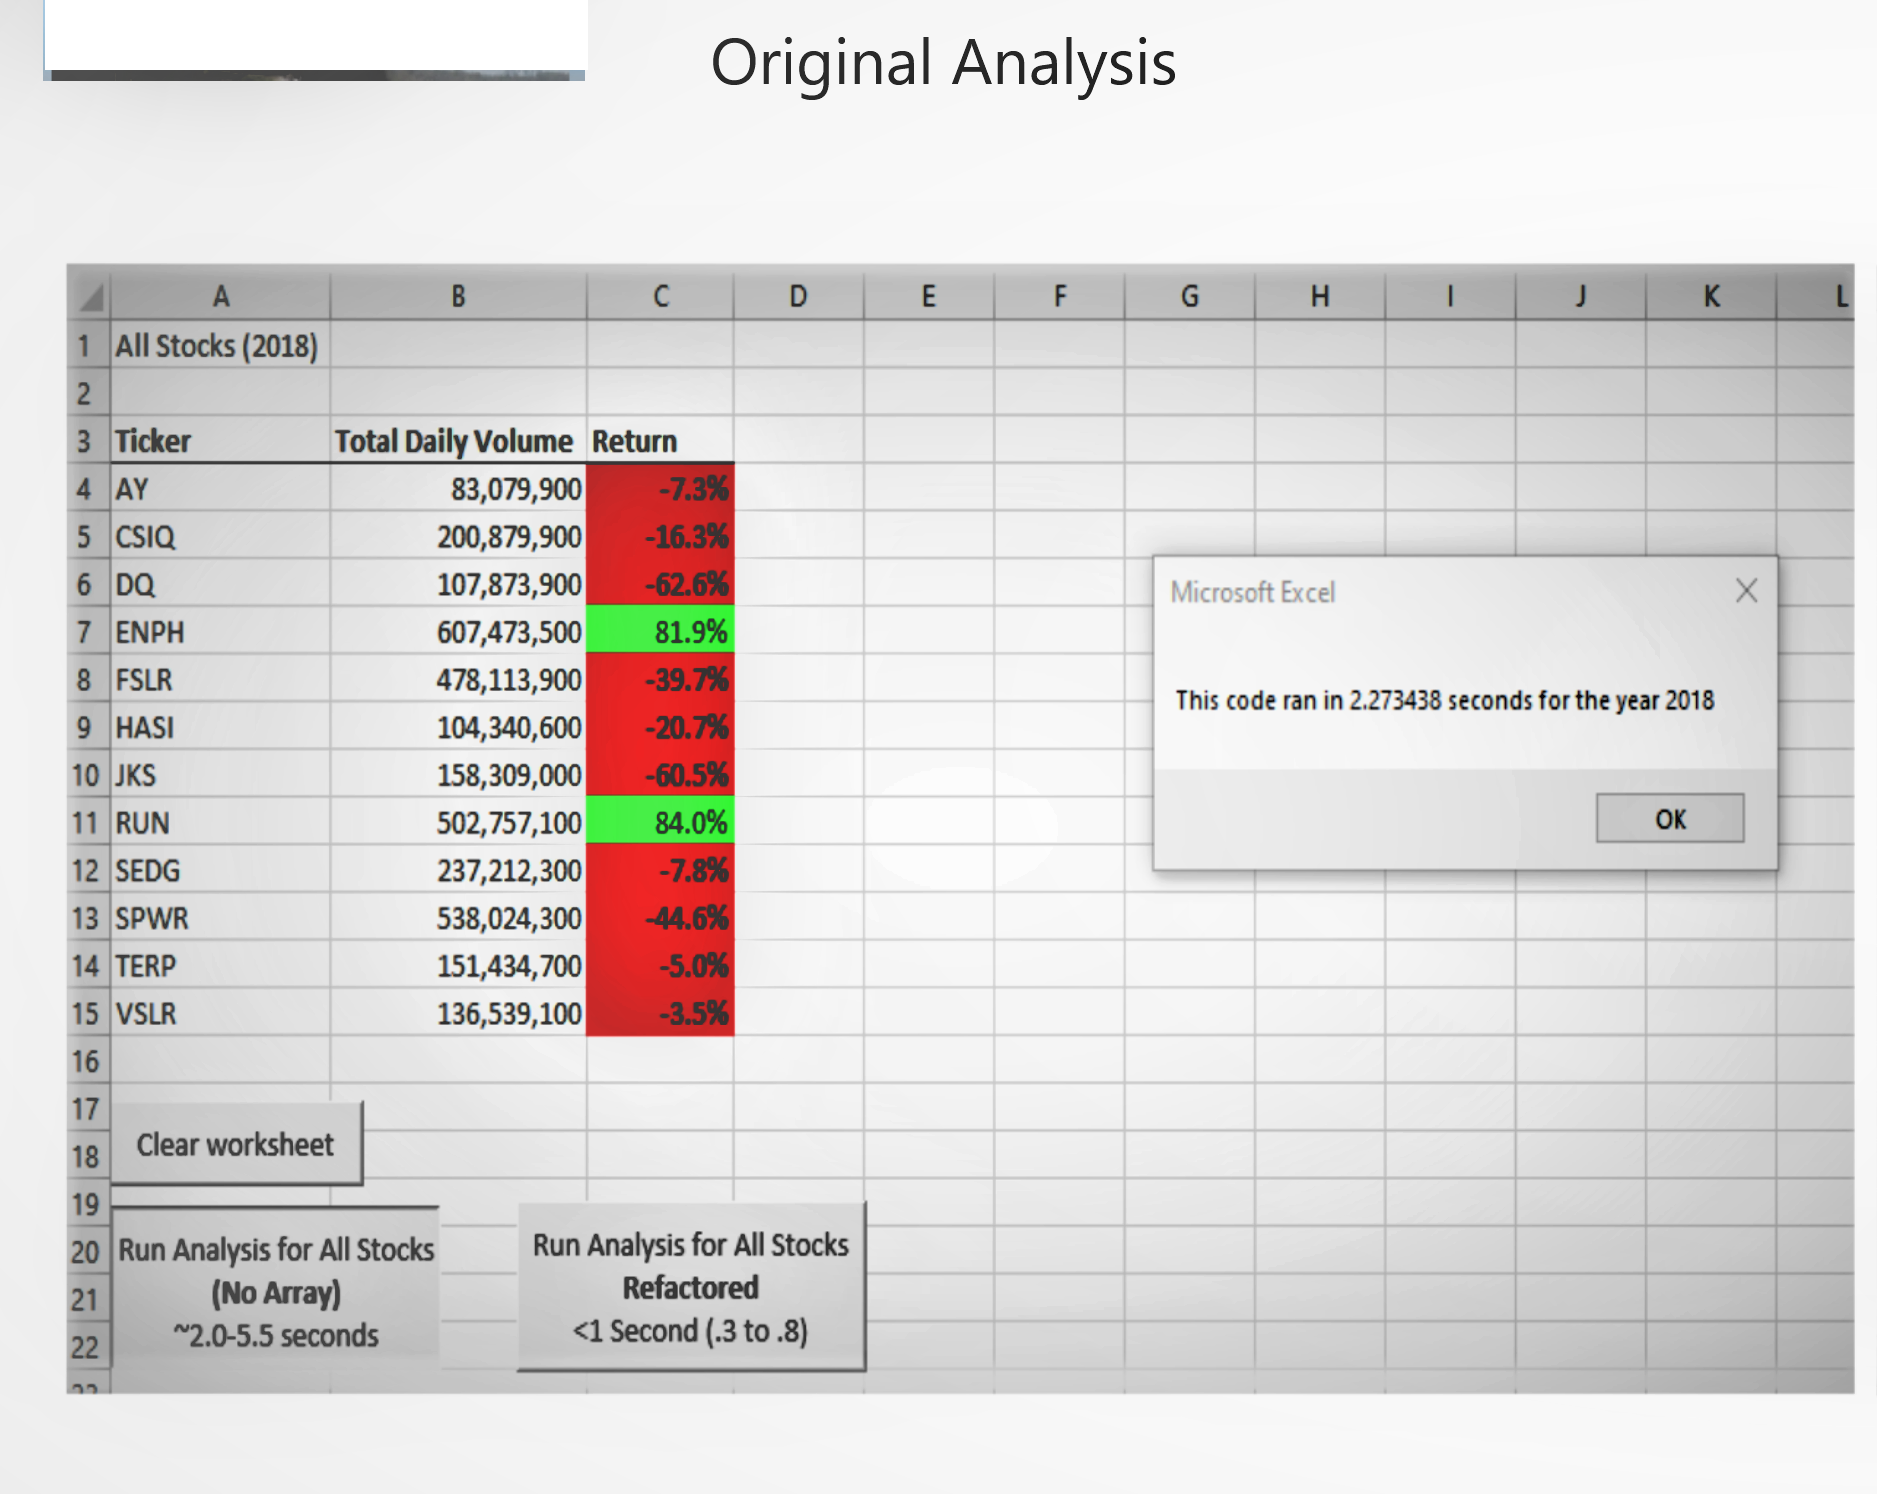 Original Analysis
A B C D E F G H I J K L
1 All Stocks (2018)
2
3 Ticker Total Daily Volume Return
4 AY 83,079,900 -7.3%
5 CSIQ 200,879,900 -16.3%
6 DQ 107,873,900 -62.6%
7 ENPH 607,473,500 81.9%
8 FSLR 478,113,900 -39.7%
9 HASI 104,340,600 -20.7%
10 JKS 158,309,000 -60.5%
11 RUN 502,757,100 84.0%
12 SEDG 237,212,300 -7.8%
13 SPWR 538,024,300 -44.6%
14 TERP 151,434,700 -5.0%
15 VSLR 136,539,100 -3.5%
16
17
18
19
20
21
22
Clear worksheet
Run Analysis for All Stocks
(No Array)
~2.0-5.5 seconds
Run Analysis for All Stocks
Refactored
<1 Second (.3 to .8)
Microsoft Excel
This code ran in 2.273438 seconds for the year 2018
OK